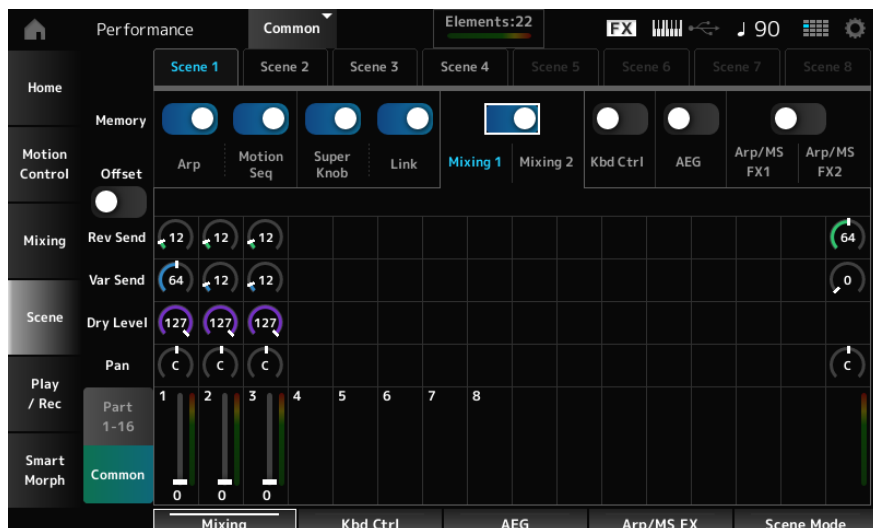 Performance Common Elements:22 FX 90
Scene 1 Scene 2 Scene 3 Scene 4 Scene 5 Scene 6 Scene 7 Scene 8
Home
Memory
Arp Motion Seq Super Knob Link Mixing 1 Mixing 2 Kbd Ctrl AEG Arp/MS FX1 Arp/MS FX2
Motion Control
Offset
Mixing
Rev Send 12 12 12 64
Var Send 64 12 12 0
Scene
Dry Level 127 127 127
Pan C C C C
Play / Rec
Part 1-16
1 2 3 4 5 6 7 8
Smart Morph
Common
0 0 0
Mixing Kbd Ctrl AEG Arp/MS FX Scene Mode